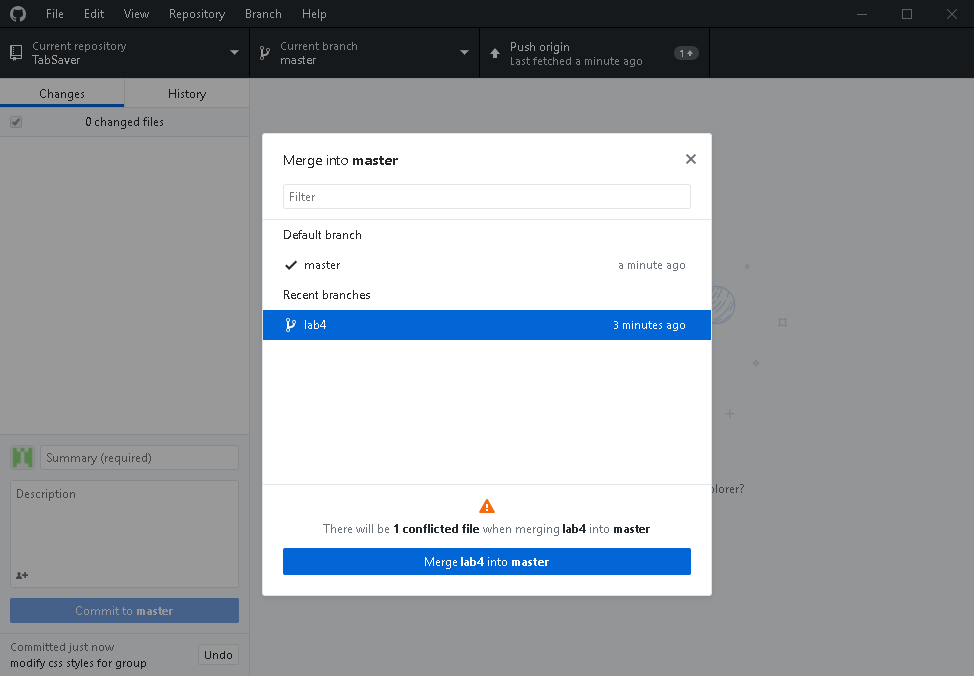 File Edit View Repository Branch Help
Current repository
TabSaver
Current branch
master
Push origin
Last fetched a minute ago
1
Changes History
0 changed files
Merge into master
Filter
Default branch
master a minute ago
Recent branches
lab4 3 minutes ago
There will be 1 conflicted file when merging lab4 into master
Merge lab4 into master
Summary (required)
Description
Commit to master
Committed just now
modify css styles for group
Undo